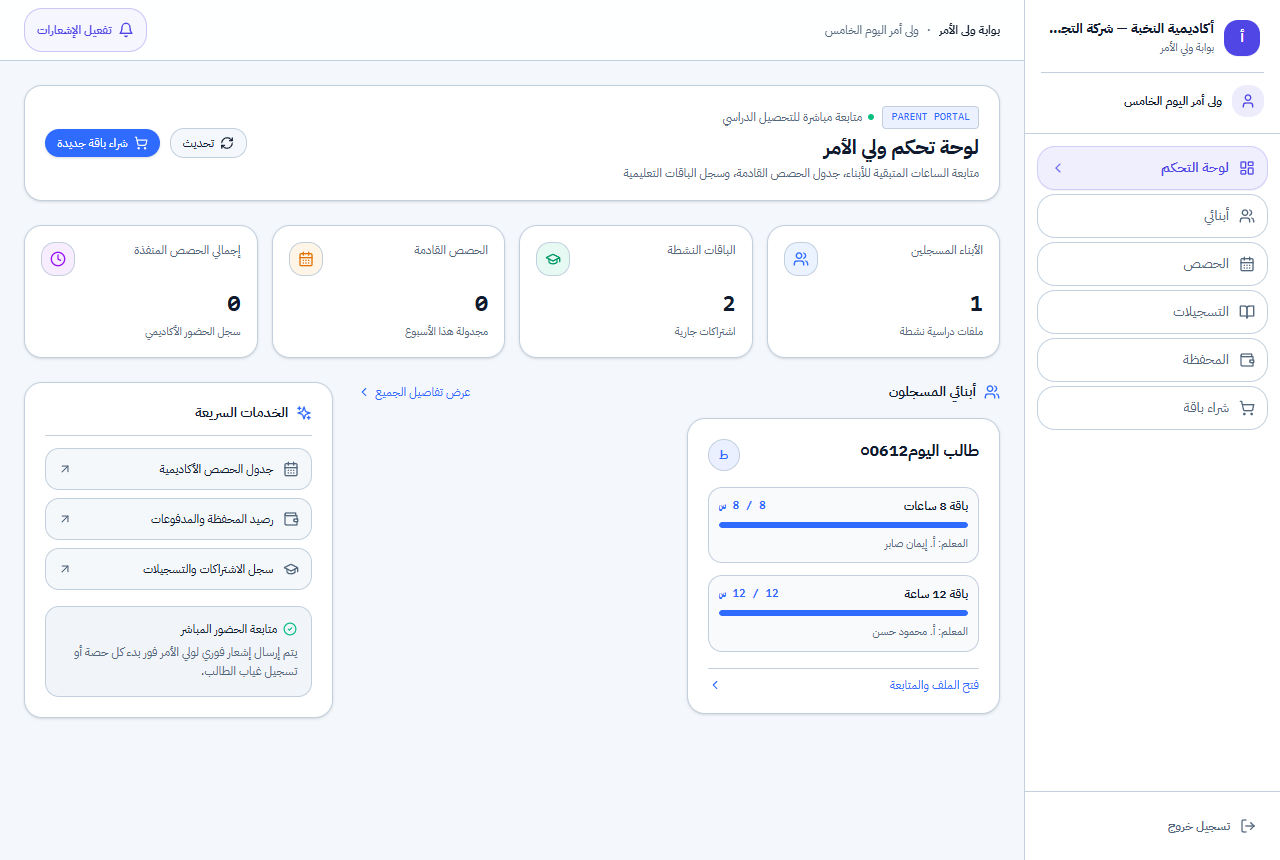 أكاديمية النخبة — شركة التجـ...
بوابة ولي الأمر
ولى أمر اليوم الخامس
لوحة التحكم
أبنائي
الحصص
التسجيلات
المحفظة
شراء باقة
تسجيل خروج
بوابة ولى الأمر · ولى أمر اليوم الخامس
تفعيل الإشعارات
PARENT PORTAL متابعة مباشرة للتحصيل الدراسي
لوحة تحكم ولي الأمر
متابعة الساعات المتبقية للأبناء، جدول الحصص القادمة، وسجل الباقات التعليمية
تحديث
شراء باقة جديدة
الأبناء المسجلين
1
ملفات دراسية نشطة
الباقات النشطة
2
اشتراكات جارية
الحصص القادمة
0
مجدولة هذا الأسبوع
إجمالي الحصص المنفذة
0
سجل الحضور الأكاديمي
أبنائي المسجلون
عرض تفاصيل الجميع
طالب اليوم0612ه
ط
باقة 8 ساعات
8 / 8 س
المعلم: أ. إيمان صابر
باقة 12 ساعة
12 / 12 س
المعلم: أ. محمود حسن
فتح الملف والمتابعة
الخدمات السريعة
جدول الحصص الأكاديمية
رصيد المحفظة والمدفوعات
سجل الاشتراكات والتسجيلات
متابعة الحضور المباشر
يتم إرسال إشعار فوري لولي الأمر فور بدء كل حصة أو
تسجيل غياب الطالب.